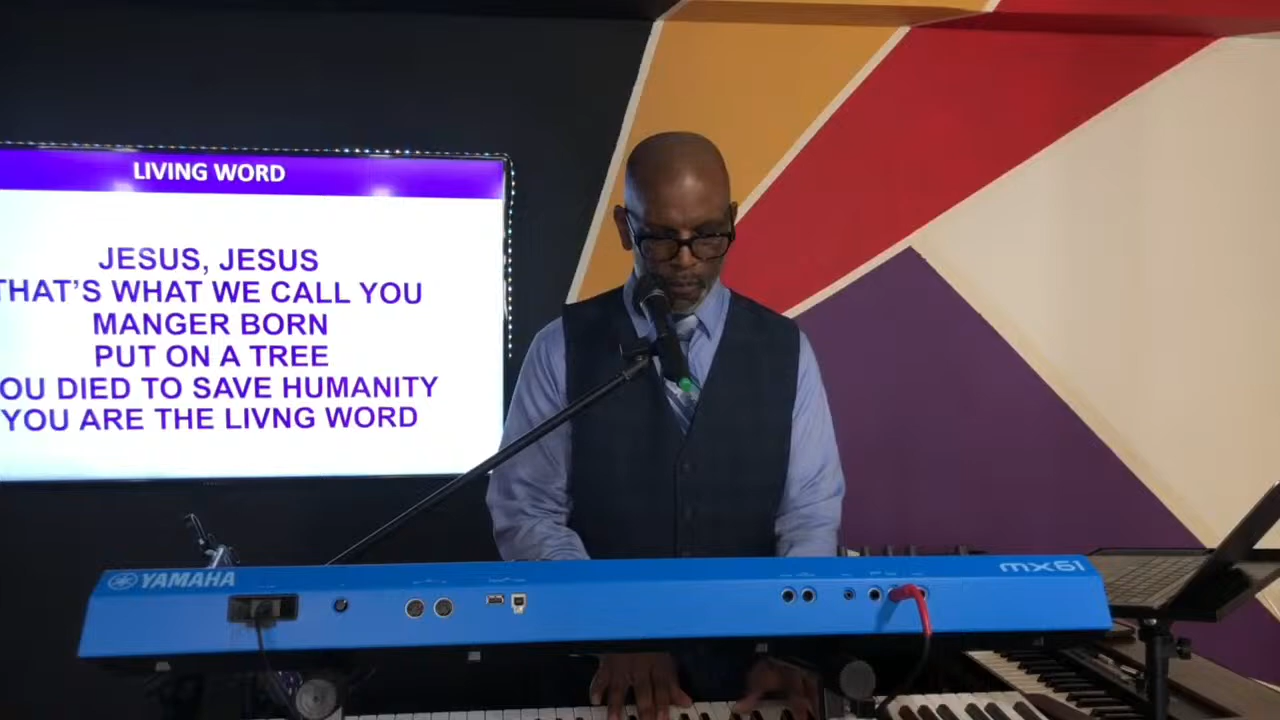 LIVING WORD
JESUS, JESUS
THAT'S WHAT WE CALL YOU
MANGER BORN
PUT ON A TREE
OU DIED TO SAVE HUMANITY
YOU ARE THE LIVNG WORD
YAMAHA
mx61